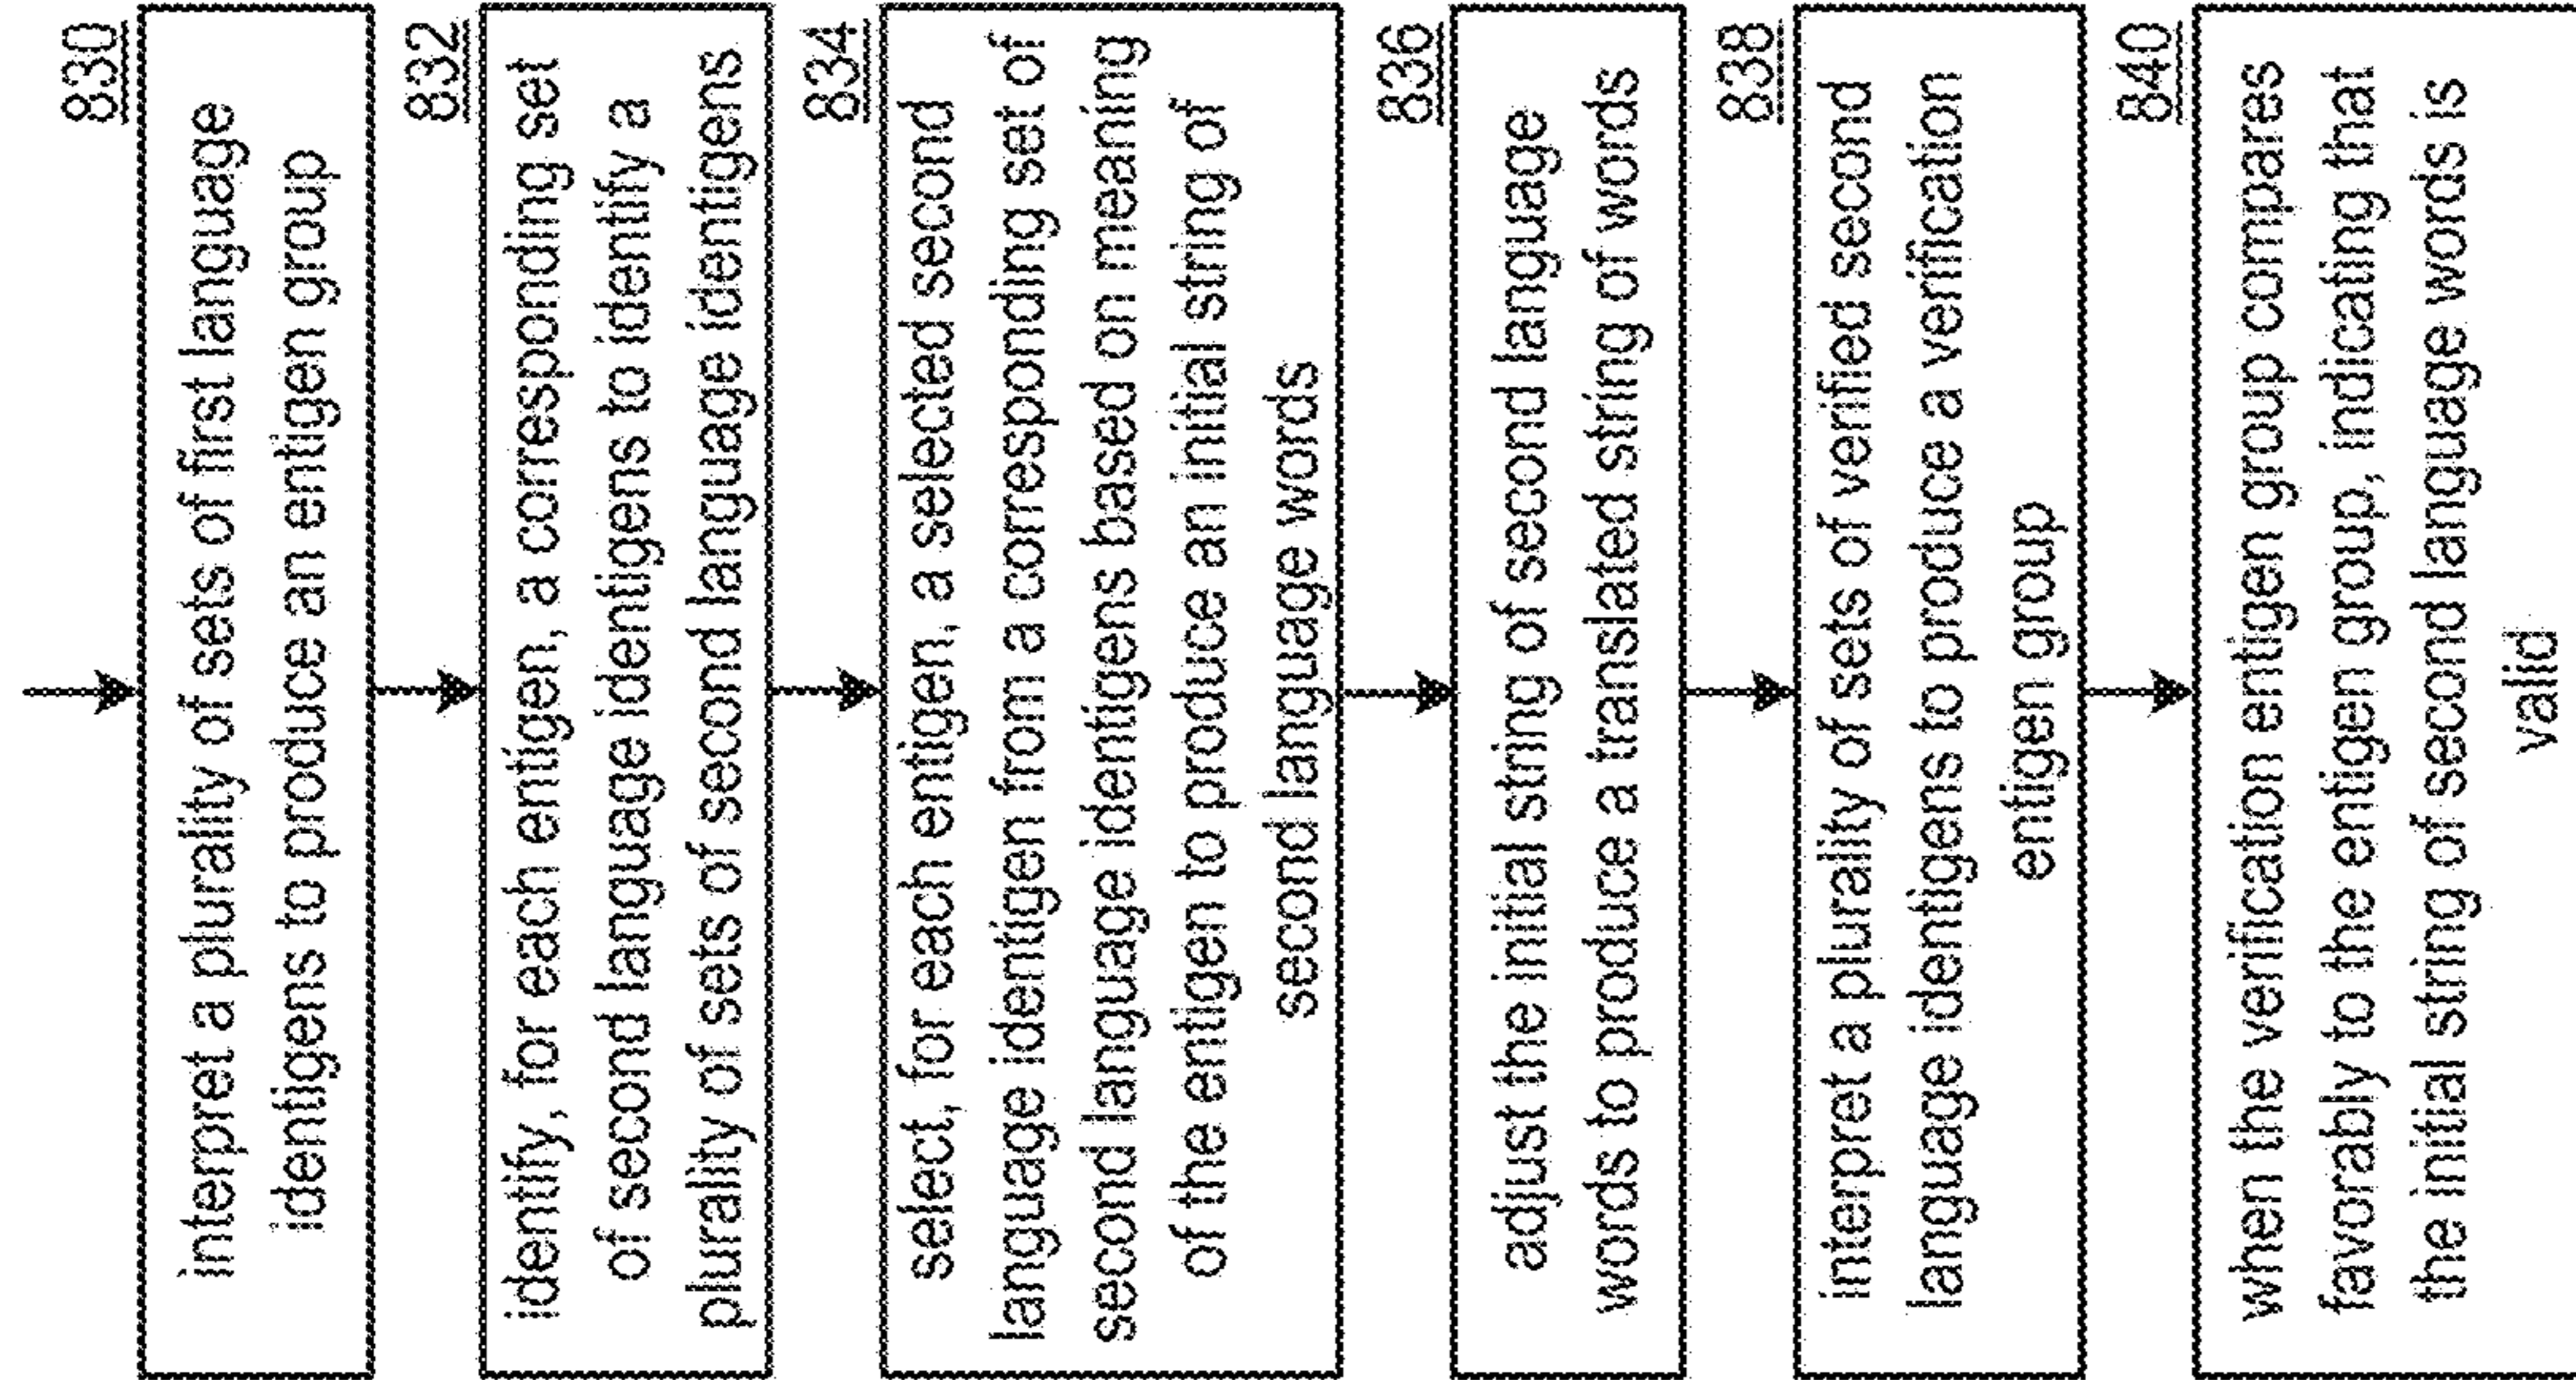 830
interpret a plurality of sets of first language
identigens to produce an entigen group
832
identify, for each entigen, a corresponding set
of second language identigens to identify a
plurality of sets of second language identigens
834
select, for each entigen, a selected second
language identigen from a corresponding set of
second language identigens based on meaning
of the entigen to produce an initial string of
second language words
836
adjust the initial string of second language
words to produce a translated string of words
838
interpret a plurality of sets of verified second
language identigens to produce a verification
entigen group
840
when the verification entigen group compares
favorably to the entigen group, indicating that
the initial string of second language words is
valid